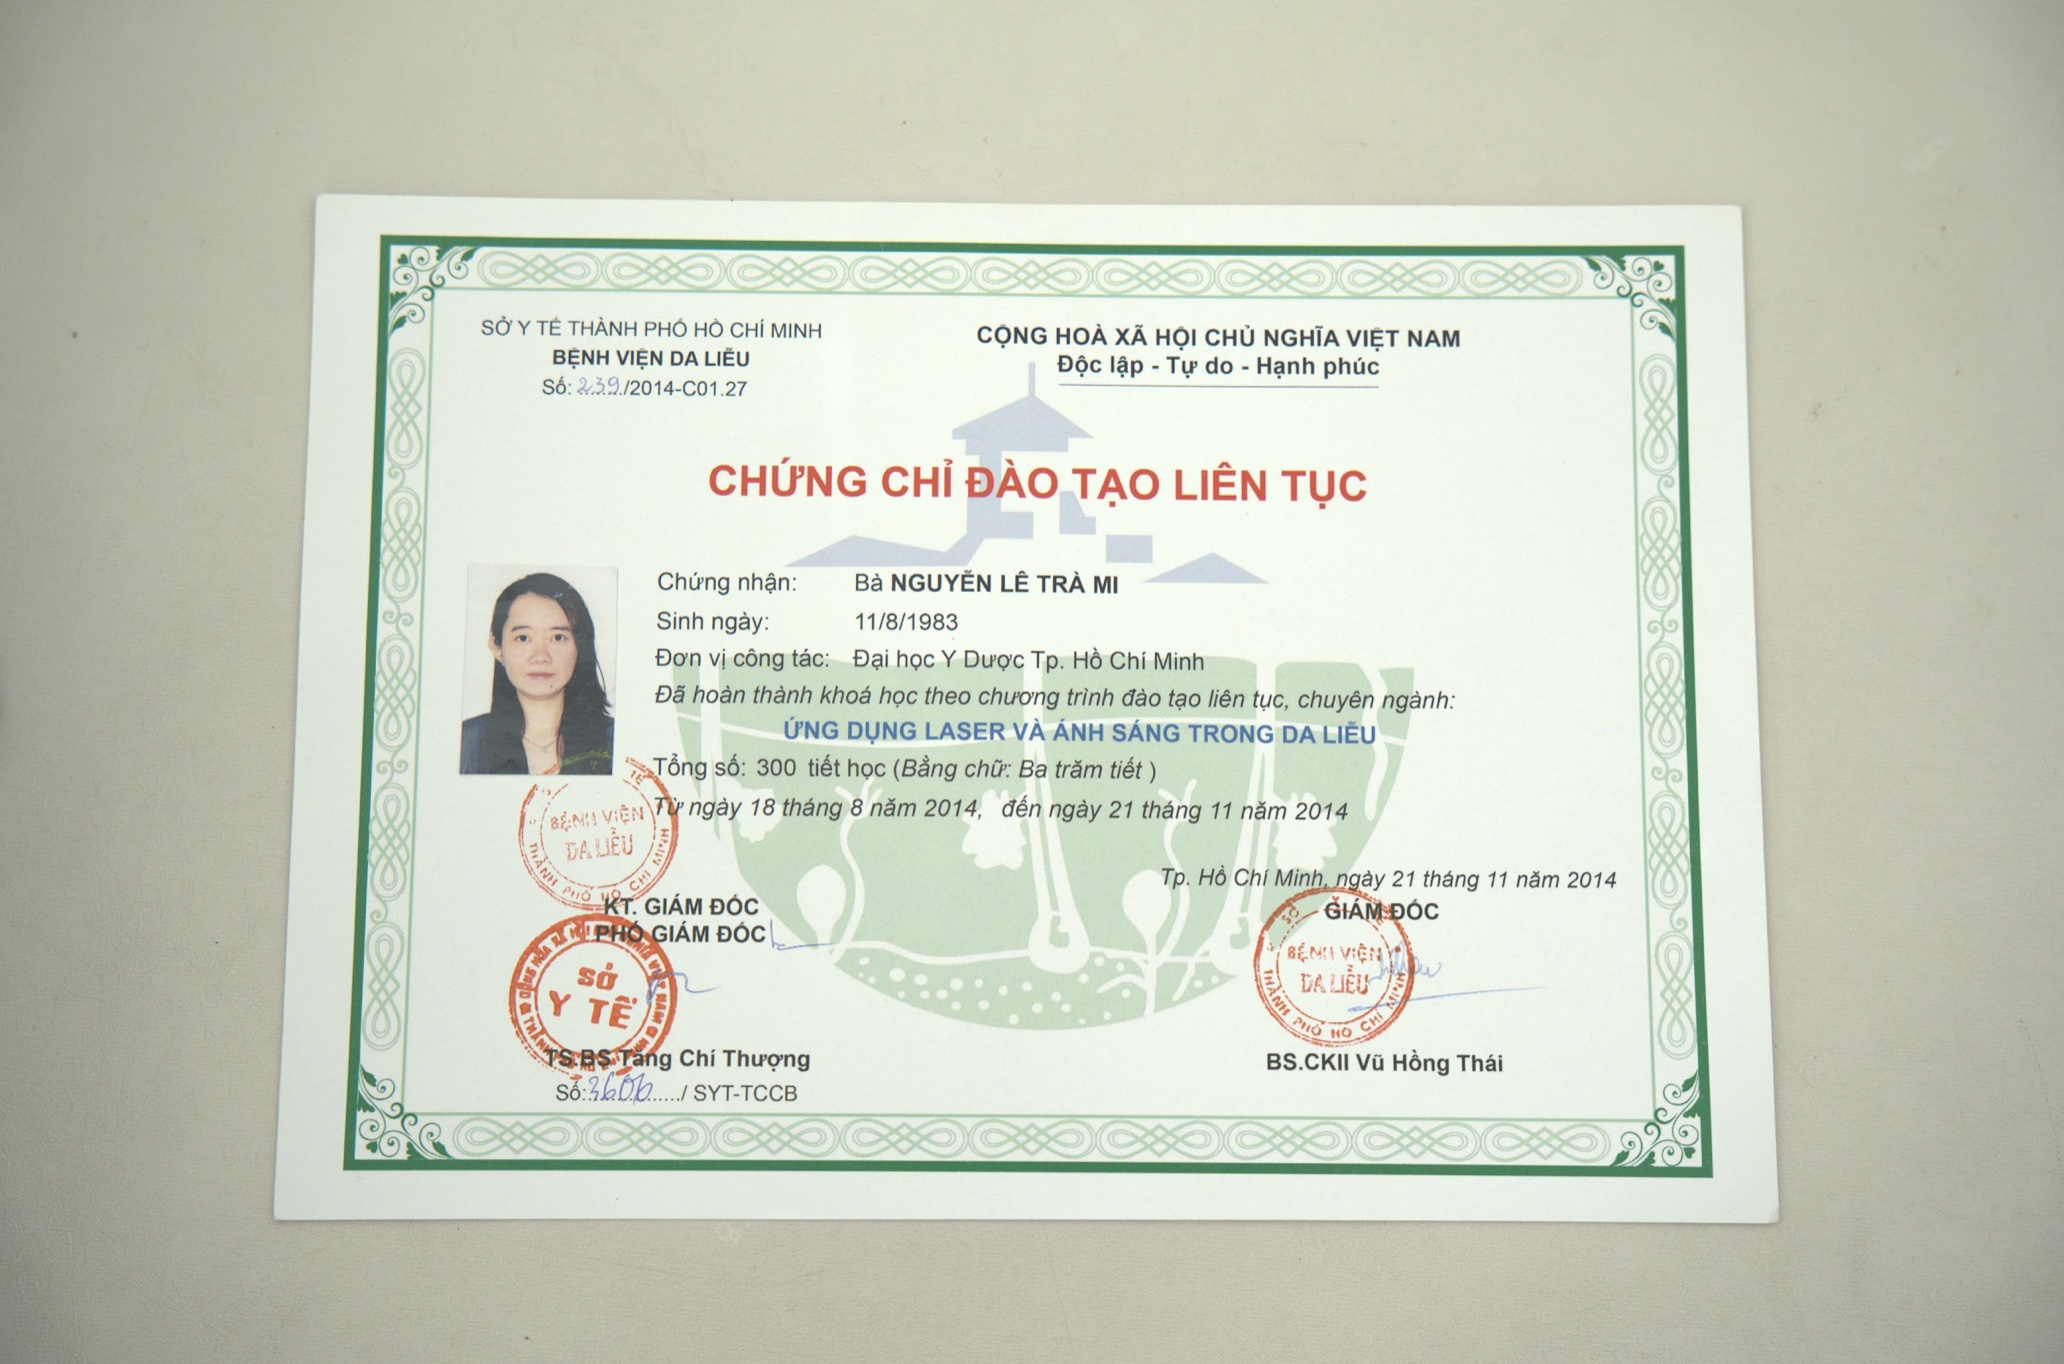 SỞ Y TẾ THÀNH PHỐ HỒ CHÍ MINH
BỆNH VIỆN DA LIỄU
Số: 239/2014-C01.27
CỘNG HOÀ XÃ HỘI CHỦ NGHĨA VIỆT NAM
Độc lập - Tự do - Hạnh phúc
CHỨNG CHỈ ĐÀO TẠO LIÊN TỤC
Chứng nhận: Bà NGUYỄN LÊ TRÀ MI
Sinh ngày: 11/8/1983
Đơn vị công tác: Đại học Y Dược Tp. Hồ Chí Minh
Đã hoàn thành khoá học theo chương trình đào tạo liên tục, chuyên ngành:
ỨNG DỤNG LASER VÀ ÁNH SÁNG TRONG DA LIỄU
Tổng số: 300 tiết học (Bằng chữ: Ba trăm tiết )
Từ ngày 18 tháng 8 năm 2014, đến ngày 21 tháng 11 năm 2014
BỆNH VIỆN
DA LIỄU
THÀNH PHỐ HỒ CHÍ MINH
Tp. Hồ Chí Minh, ngày 21 tháng 11 năm 2014
KT. GIÁM ĐỐC
PHÓ GIÁM ĐỐC
SỞ
Y TẾ
TS.BS Tăng Chí Thượng
Số:3606....../ SYT-TCCB
GIÁM ĐỐC
BỆNH VIỆN
DA LIỄU
THÀNH PHỐ HỒ CHÍ MINH
BS.CKII Vũ Hồng Thái